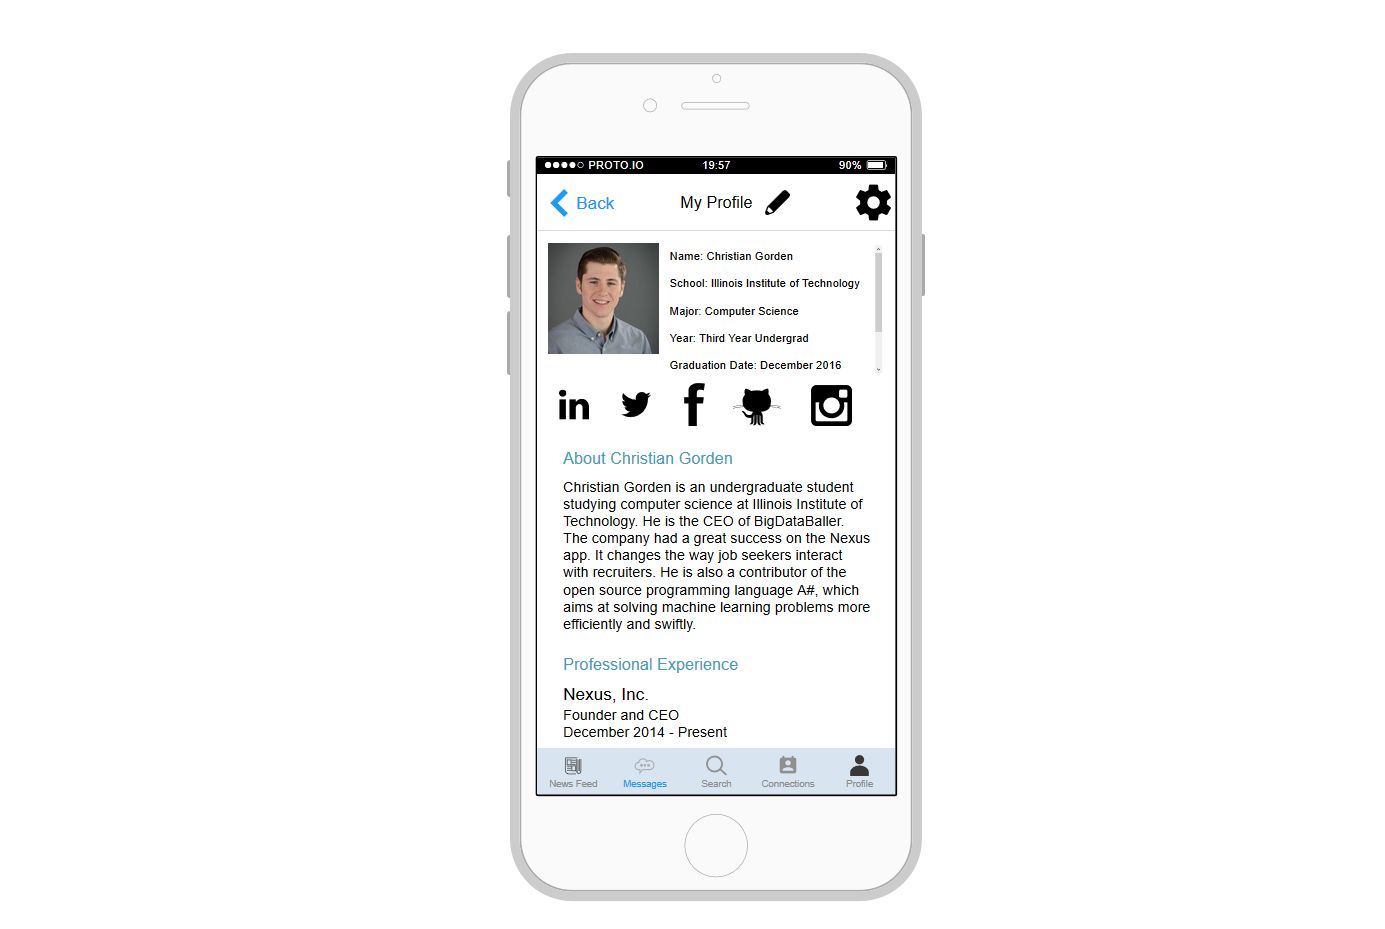 PROTO.IO 19:57 90%
Back My Profile
Name: Christian Gorden
School: Illinois Institute of Technology
Major: Computer Science
Year: Third Year Undergrad
Graduation Date: December 2016
in
About Christian Gorden
Christian Gorden is an undergraduate student
studying computer science at Illinois Institute of
Technology. He is the CEO of BigDataBaller.
The company had a great success on the Nexus
app. It changes the way job seekers interact
with recruiters. He is also a contributor of the
open source programming language A#, which
aims at solving machine learning problems more
efficiently and swiftly.
Professional Experience
Nexus, Inc.
Founder and CEO
December 2014 - Present
News Feed Messages Search Connections Profile